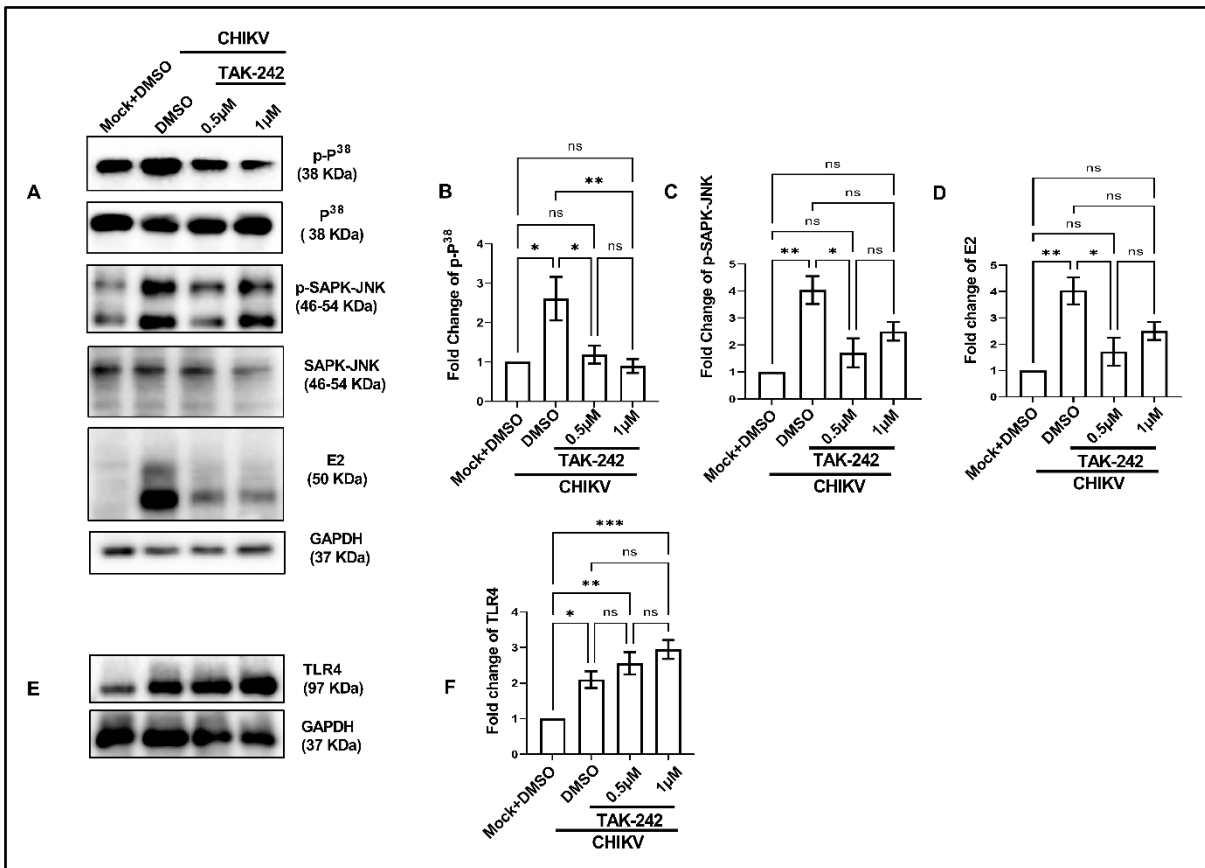 CHIKV
TAK-242
Mock+DMSO
DMSO
0.5µM
1µM
A
p-P³⁸
(38 KDa)
P³⁸
( 38 KDa)
p-SAPK-JNK
(46-54 KDa)
SAPK-JNK
(46-54 KDa)
E2
(50 KDa)
GAPDH
(37 KDa)
B
Fold Change of p-P³⁸
4
3
2
1
0
ns
**
ns
* * ns
Mock+DMSO
DMSO
0.5µM
1µM
TAK-242
CHIKV
C
Fold Change of p-SAPK-JNK
5
4
3
2
1
0
ns
ns
ns
** * ns
Mock+DMSO
DMSO
0.5µM
1µM
TAK-242
CHIKV
D
Fold Change of E2
5
4
3
2
1
0
ns
ns
ns
** * ns
Mock+DMSO
DMSO
0.5µM
1µM
TAK-242
CHIKV
E
TLR4
(97 KDa)
GAPDH
(37 KDa)
F
Fold change of TLR4
4
3
2
1
0
***
ns
**
* ns ns
Mock+DMSO
DMSO
0.5µM
1µM
TAK-242
CHIKV